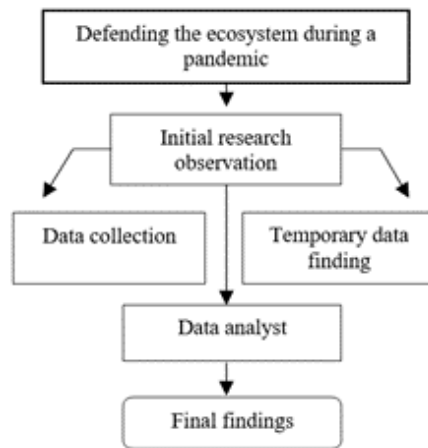 Defending the ecosystem during a
pandemic
Initial research
observation
Data collection
Temporary data
finding
Data analyst
Final findings